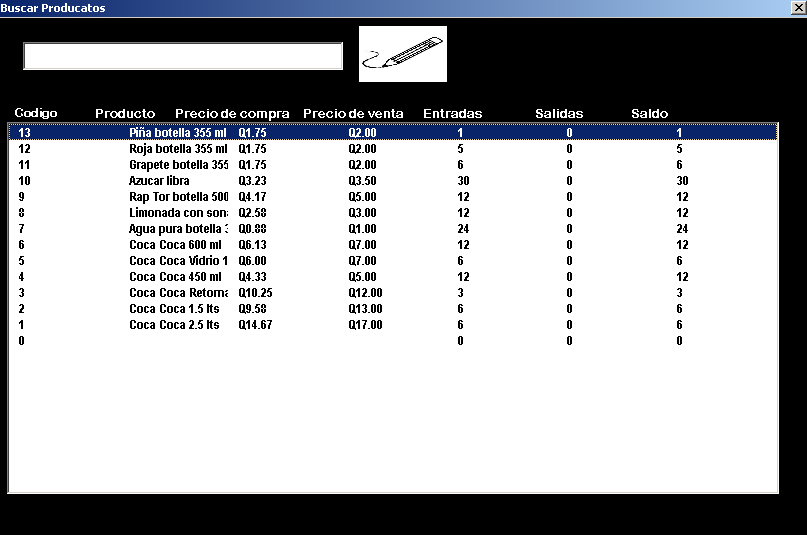 Buscar Producatos
Codigo Producto Precio de compra Precio de venta Entradas Salidas Saldo
13 Piña botella 355 ml Q1.75 Q2.00 1 0 1
12 Roja botella 355 ml Q1.75 Q2.00 5 0 5
11 Grapete botella 355 Q1.75 Q2.00 6 0 6
10 Azucar libra Q3.23 Q3.50 30 0 30
9 Rap Tor botella 500 Q4.17 Q5.00 12 0 12
8 Limonada con son Q2.58 Q3.00 12 0 12
7 Agua pura botella Q0.88 Q1.00 24 0 24
6 Coca Coca 600 ml Q6.13 Q7.00 12 0 12
5 Coca Coca Vidrio 1 Q6.00 Q7.00 6 0 6
4 Coca Coca 450 ml Q4.33 Q5.00 12 0 12
3 Coca Coca Retorna Q10.25 Q12.00 3 0 3
2 Coca Coca 1.5 lts Q9.58 Q13.00 6 0 6
1 Coca Coca 2.5 lts Q14.67 Q17.00 6 0 6
0 0 0 0